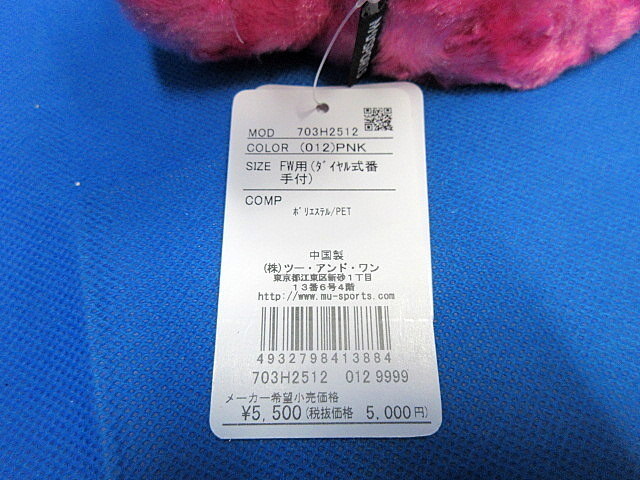 MOD 703H2512
COLOR (012)PNK
SIZE FW用(ﾀﾞｲﾔﾙ式番
手付)
COMP
ﾎﾟﾘｴｽﾃﾙ/PET
中国製
(株)ツー・アンド・ワン
東京都江東区新砂1丁目
13番6号4階
http://www.mu-sports.com
4932798413884
703H2512 012 9999
メーカー希望小売価格
¥5,500(税抜価格 5,000円)